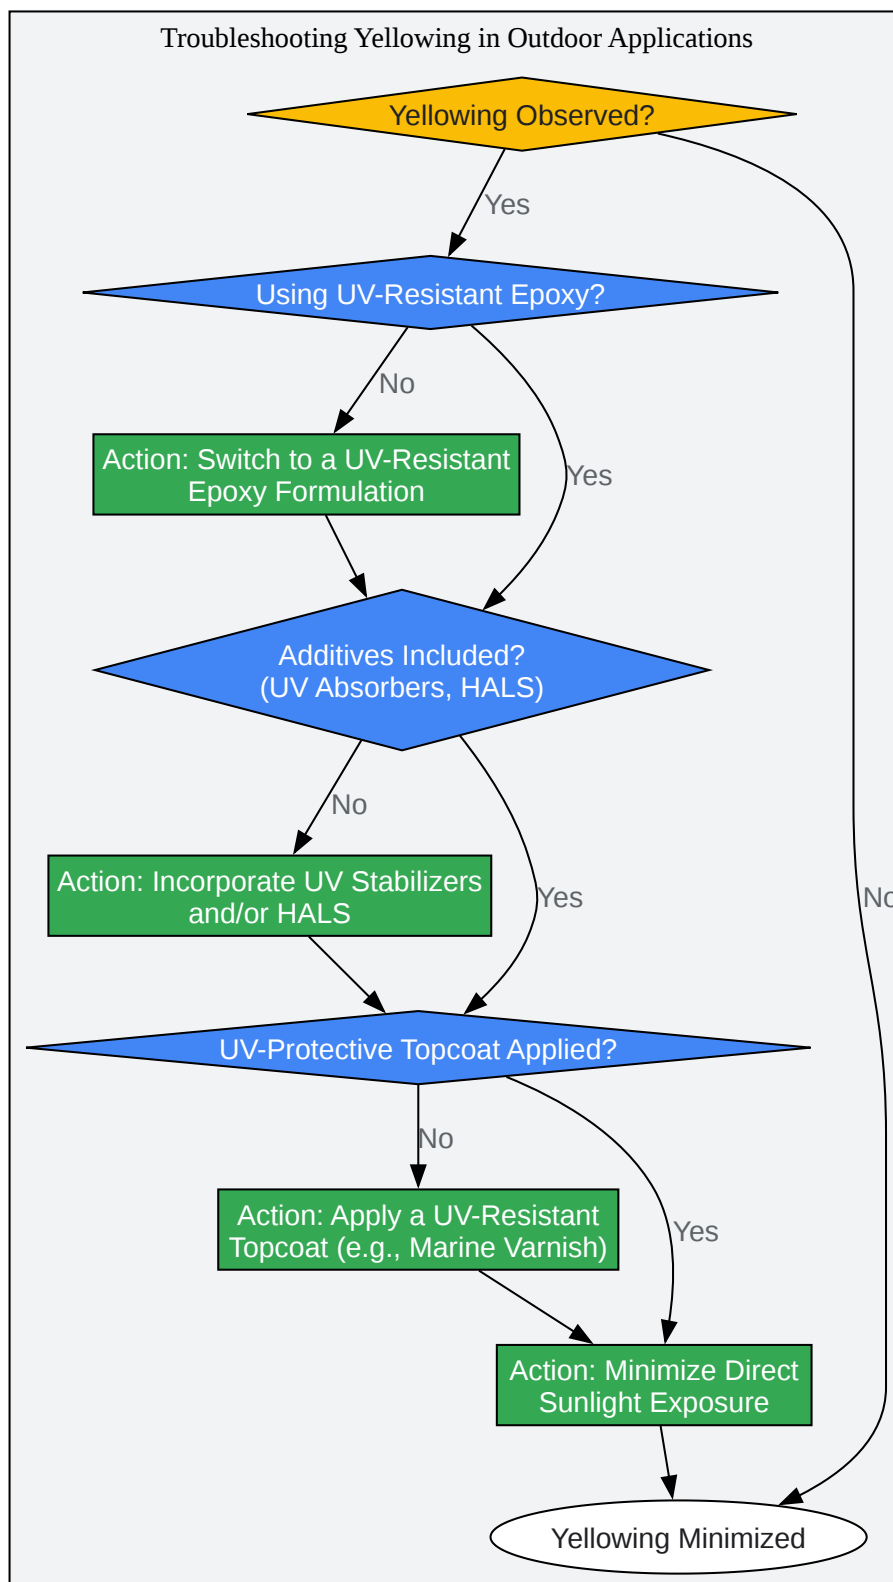 Troubleshooting Yellowing in Outdoor Applications
Yellowing Observed?
Yes
Using UV-Resistant Epoxy?
No
Action: Switch to a UV-Resistant
Epoxy Formulation
Yes
Additives Included?
(UV Absorbers, HALS)
No
Action: Incorporate UV Stabilizers
and/or HALS
Yes
No
UV-Protective Topcoat Applied?
No
Action: Apply a UV-Resistant
Topcoat (e.g., Marine Varnish)
Yes
Action: Minimize Direct
Sunlight Exposure
Yellowing Minimized